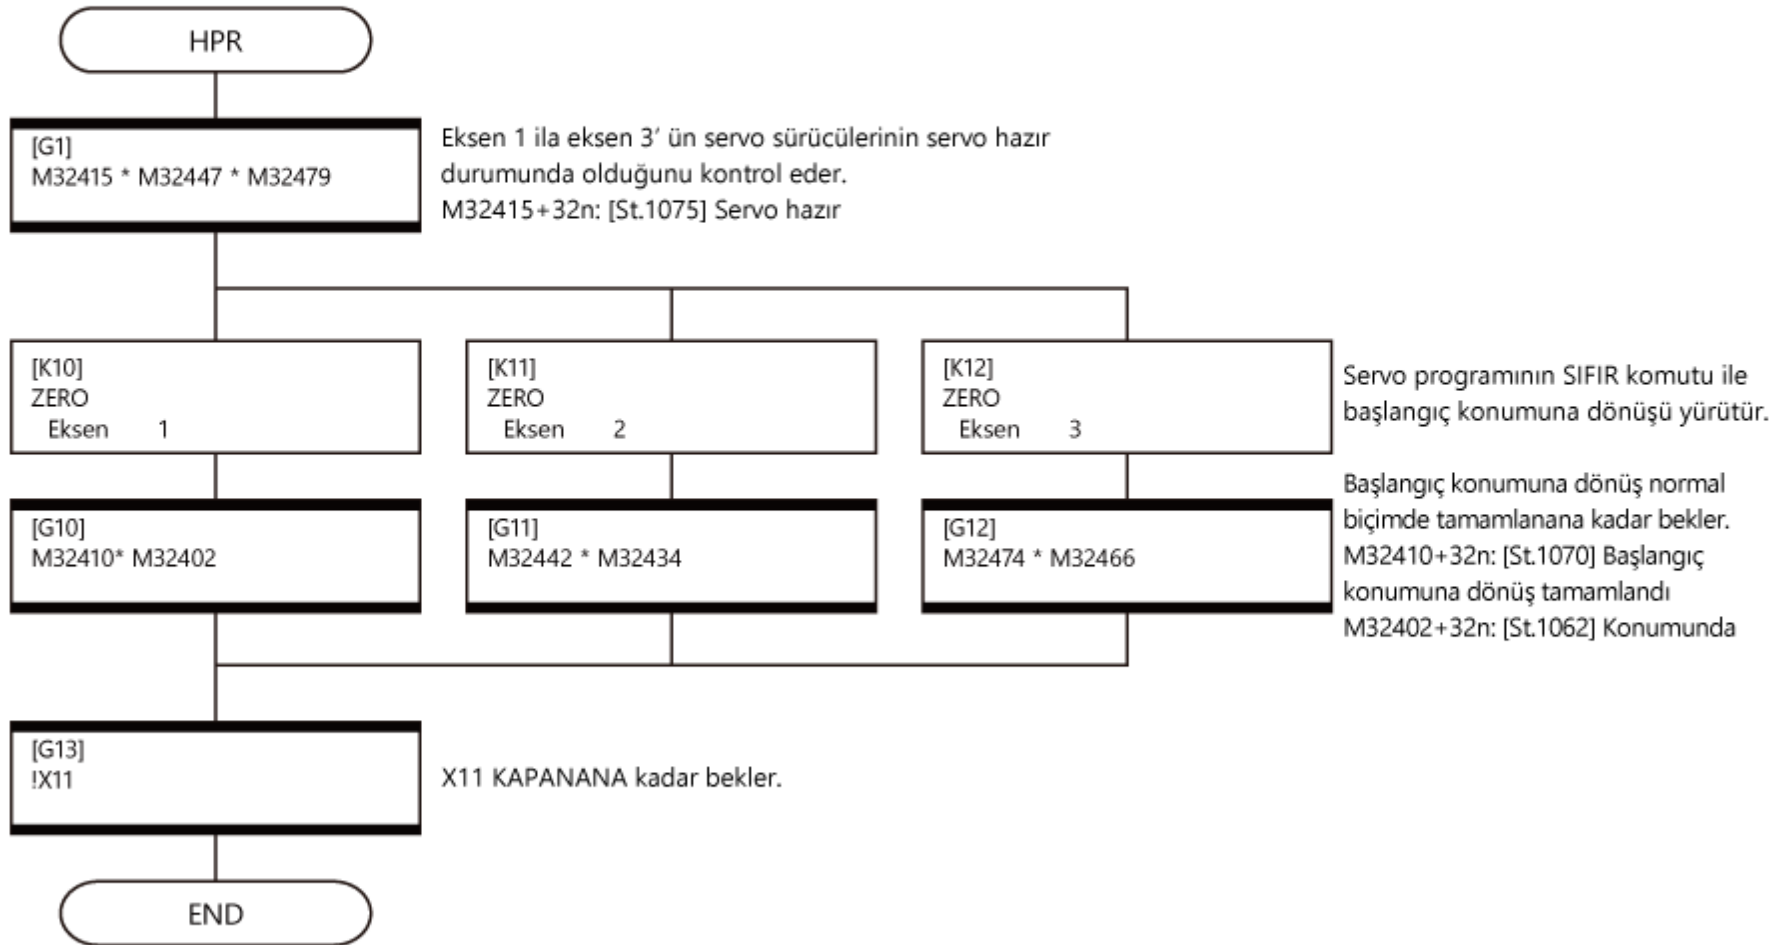 HPR
[G1]
M32415 * M32447 * M32479
Eksen 1 ila eksen 3' ün servo sürücülerinin servo hazır
durumunda olduğunu kontrol eder.
M32415+32n: [St.1075] Servo hazır
[K10]
ZERO
Eksen 1
[K11]
ZERO
Eksen 2
[K12]
ZERO
Eksen 3
Servo programının SIFIR komutu ile
başlangıç konumuna dönüşü yürütür.
[G10]
M32410* M32402
[G11]
M32442 * M32434
[G12]
M32474 * M32466
Başlangıç konumuna dönüş normal
biçimde tamamlanana kadar bekler.
M32410+32n: [St.1070] Başlangıç
konumuna dönüş tamamlandı
M32402+32n: [St.1062] Konumunda
[G13]
!X11
X11 KAPANANA kadar bekler.
END